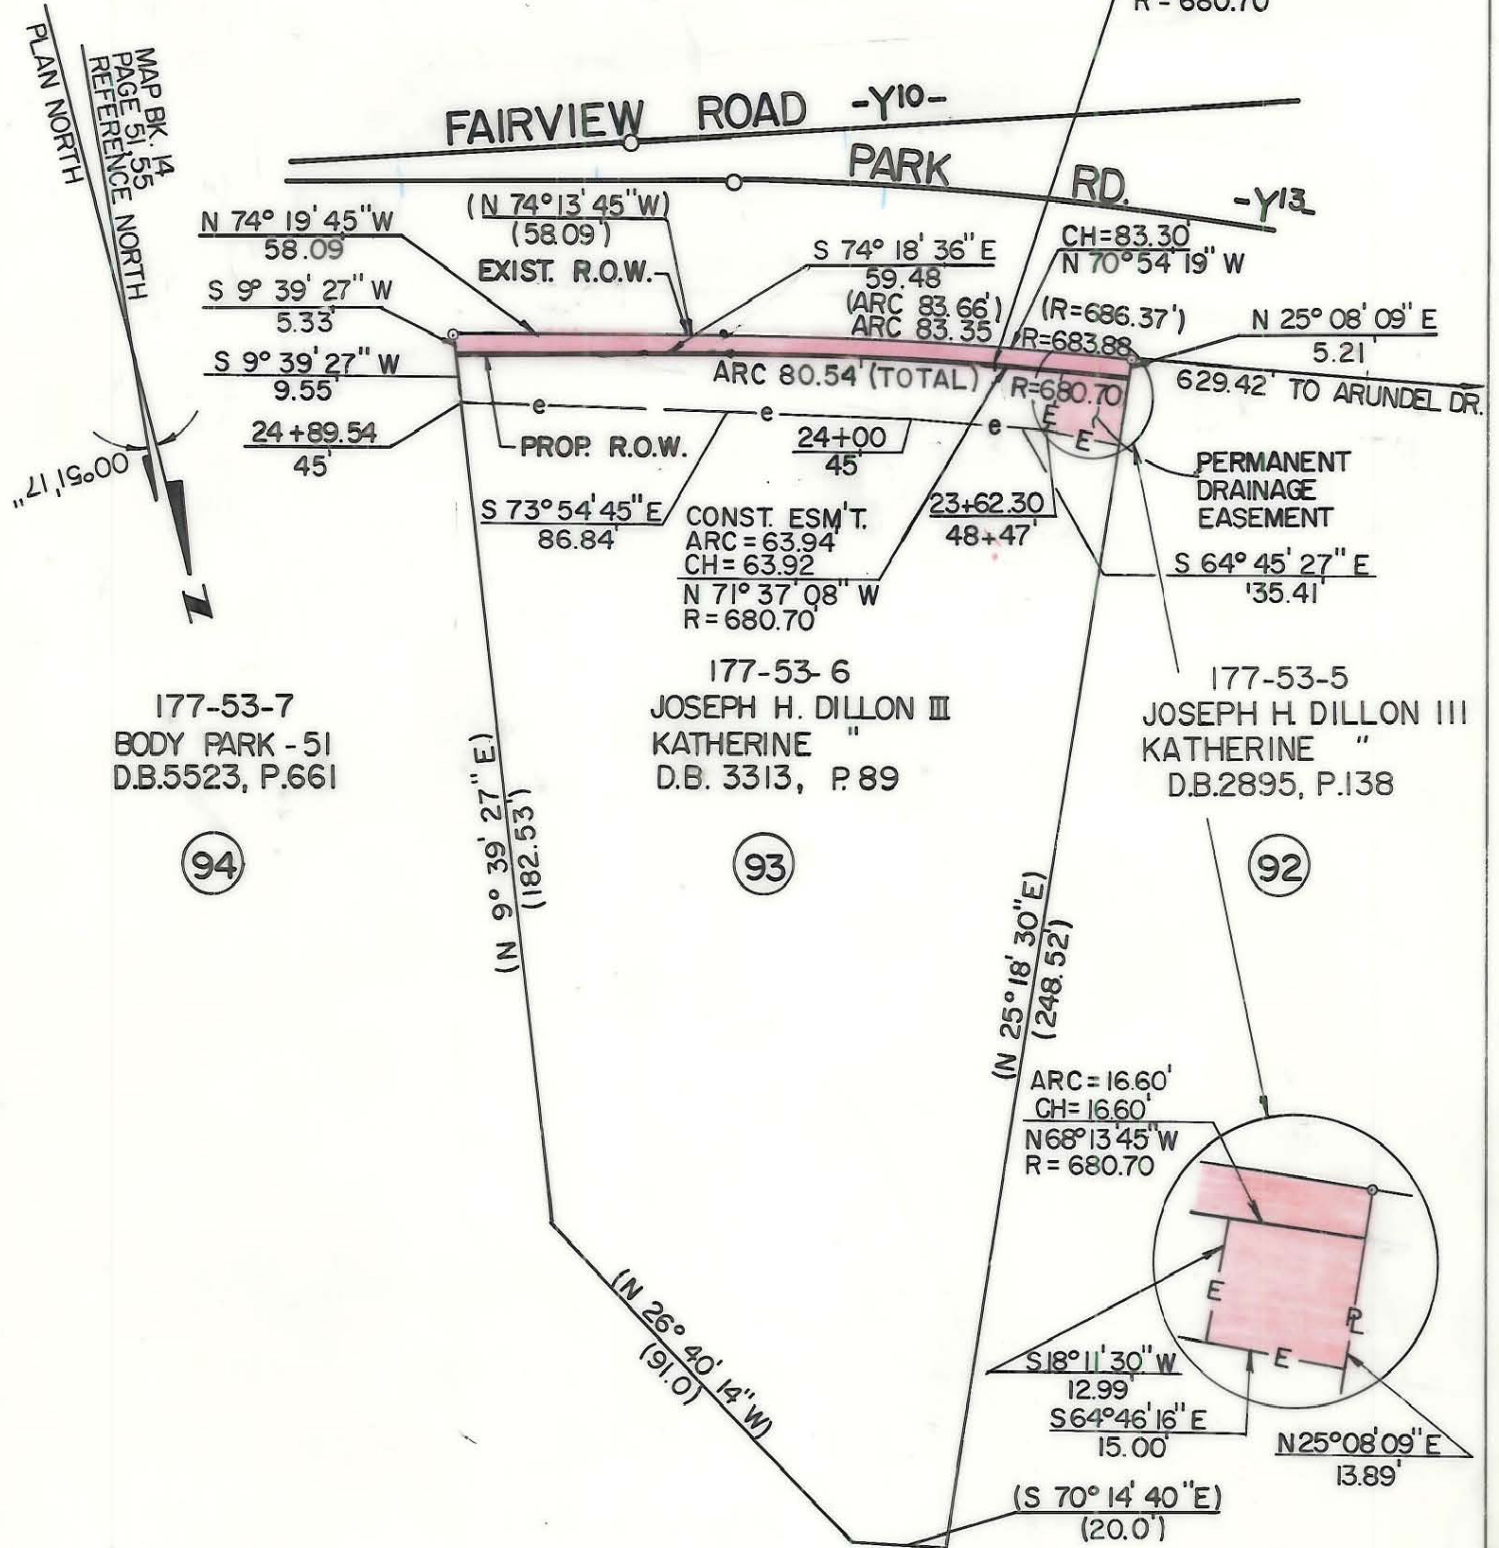 R = 680.70
PLAN NORTH
MAP BK. 14
PAGE 51,55
REFERENCE NORTH
FAIRVIEW ROAD -Y10-
PARK RD. -Y13-
N 74° 19' 45" W
58.09'
(N 74° 13' 45" W)
(58.09')
EXIST. R.O.W.
S 74° 18' 36" E
59.48'
(ARC 83.66')
ARC 83.35'
CH=83.30'
N 70° 54' 19" W
(R=686.37')
R=683.88
N 25° 08' 09" E
5.21'
S 9° 39' 27" W
5.33'
S 9° 39' 27" W
9.55'
ARC 80.54' (TOTAL)
R=680.70
629.42' TO ARUNDEL DR.
24+89.54
45'
e
e
e
E
E
PROP. R.O.W.
24+00
45'
00° 51' 17"
PERMANENT
DRAINAGE
EASEMENT
S 73° 54' 45" E
86.84'
CONST. ESM'T.
ARC = 63.94'
CH = 63.92
N 71° 37' 08" W
R = 680.70'
23+62.30
48+47'
S 64° 45' 27" E
35.41'
N
177-53-7
BODY PARK - 51
D.B.5523, P.661
94
177-53-6
JOSEPH H. DILLON III
KATHERINE "
D.B. 3313, P. 89
93
177-53-5
JOSEPH H. DILLON III
KATHERINE "
D.B.2895, P.138
92
(N 9° 39' 27" E)
(182.53')
(N 25° 18' 30" E)
(248.52')
ARC = 16.60'
CH= 16.60'
N 68° 13' 45" W
R = 680.70
E
PL
E
(N 26° 40' 14" W)
(91.0)
S 18° 11' 30" W
12.99'
S 64° 46' 16" E
15.00'
N 25° 08' 09" E
13.89'
(S 70° 14' 40" E)
(20.0')